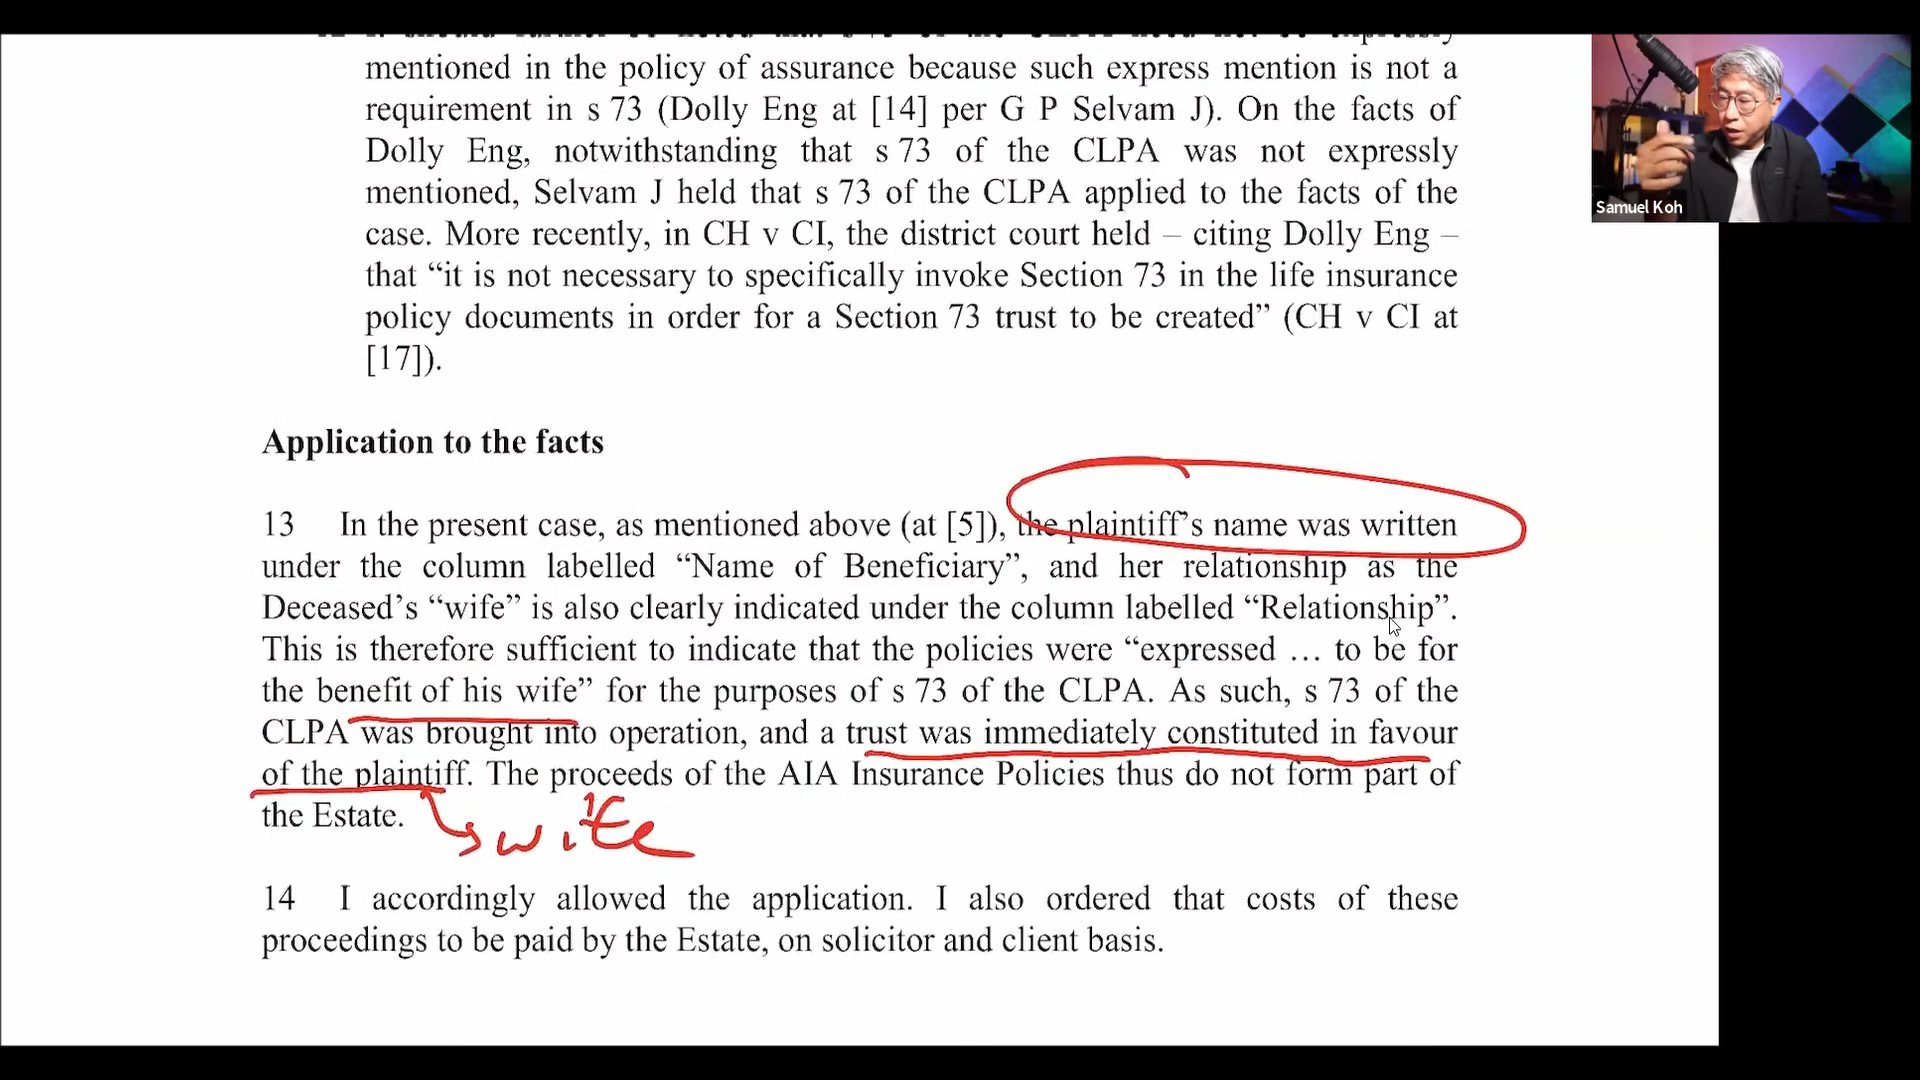 mentioned in the policy of assurance because such express mention is not a
requirement in s 73 (Dolly Eng at [14] per G P Selvam J). On the facts of
Dolly Eng, notwithstanding that s 73 of the CLPA was not expressly
mentioned, Selvam J held that s 73 of the CLPA applied to the facts of the
case. More recently, in CH v CI, the district court held – citing Dolly Eng –
that “it is not necessary to specifically invoke Section 73 in the life insurance
policy documents in order for a Section 73 trust to be created” (CH v CI at
[17]).
Application to the facts
13 In the present case, as mentioned above (at [5]), the plaintiff’s name was written
under the column labelled “Name of Beneficiary”, and her relationship as the
Deceased’s “wife” is also clearly indicated under the column labelled “Relationship”.
This is therefore sufficient to indicate that the policies were “expressed … to be for
the benefit of his wife” for the purposes of s 73 of the CLPA. As such, s 73 of the
CLPA was brought into operation, and a trust was immediately constituted in favour
of the plaintiff. The proceeds of the AIA Insurance Policies thus do not form part of
the Estate.
wife
14 I accordingly allowed the application. I also ordered that costs of these
proceedings to be paid by the Estate, on solicitor and client basis.
Samuel Koh